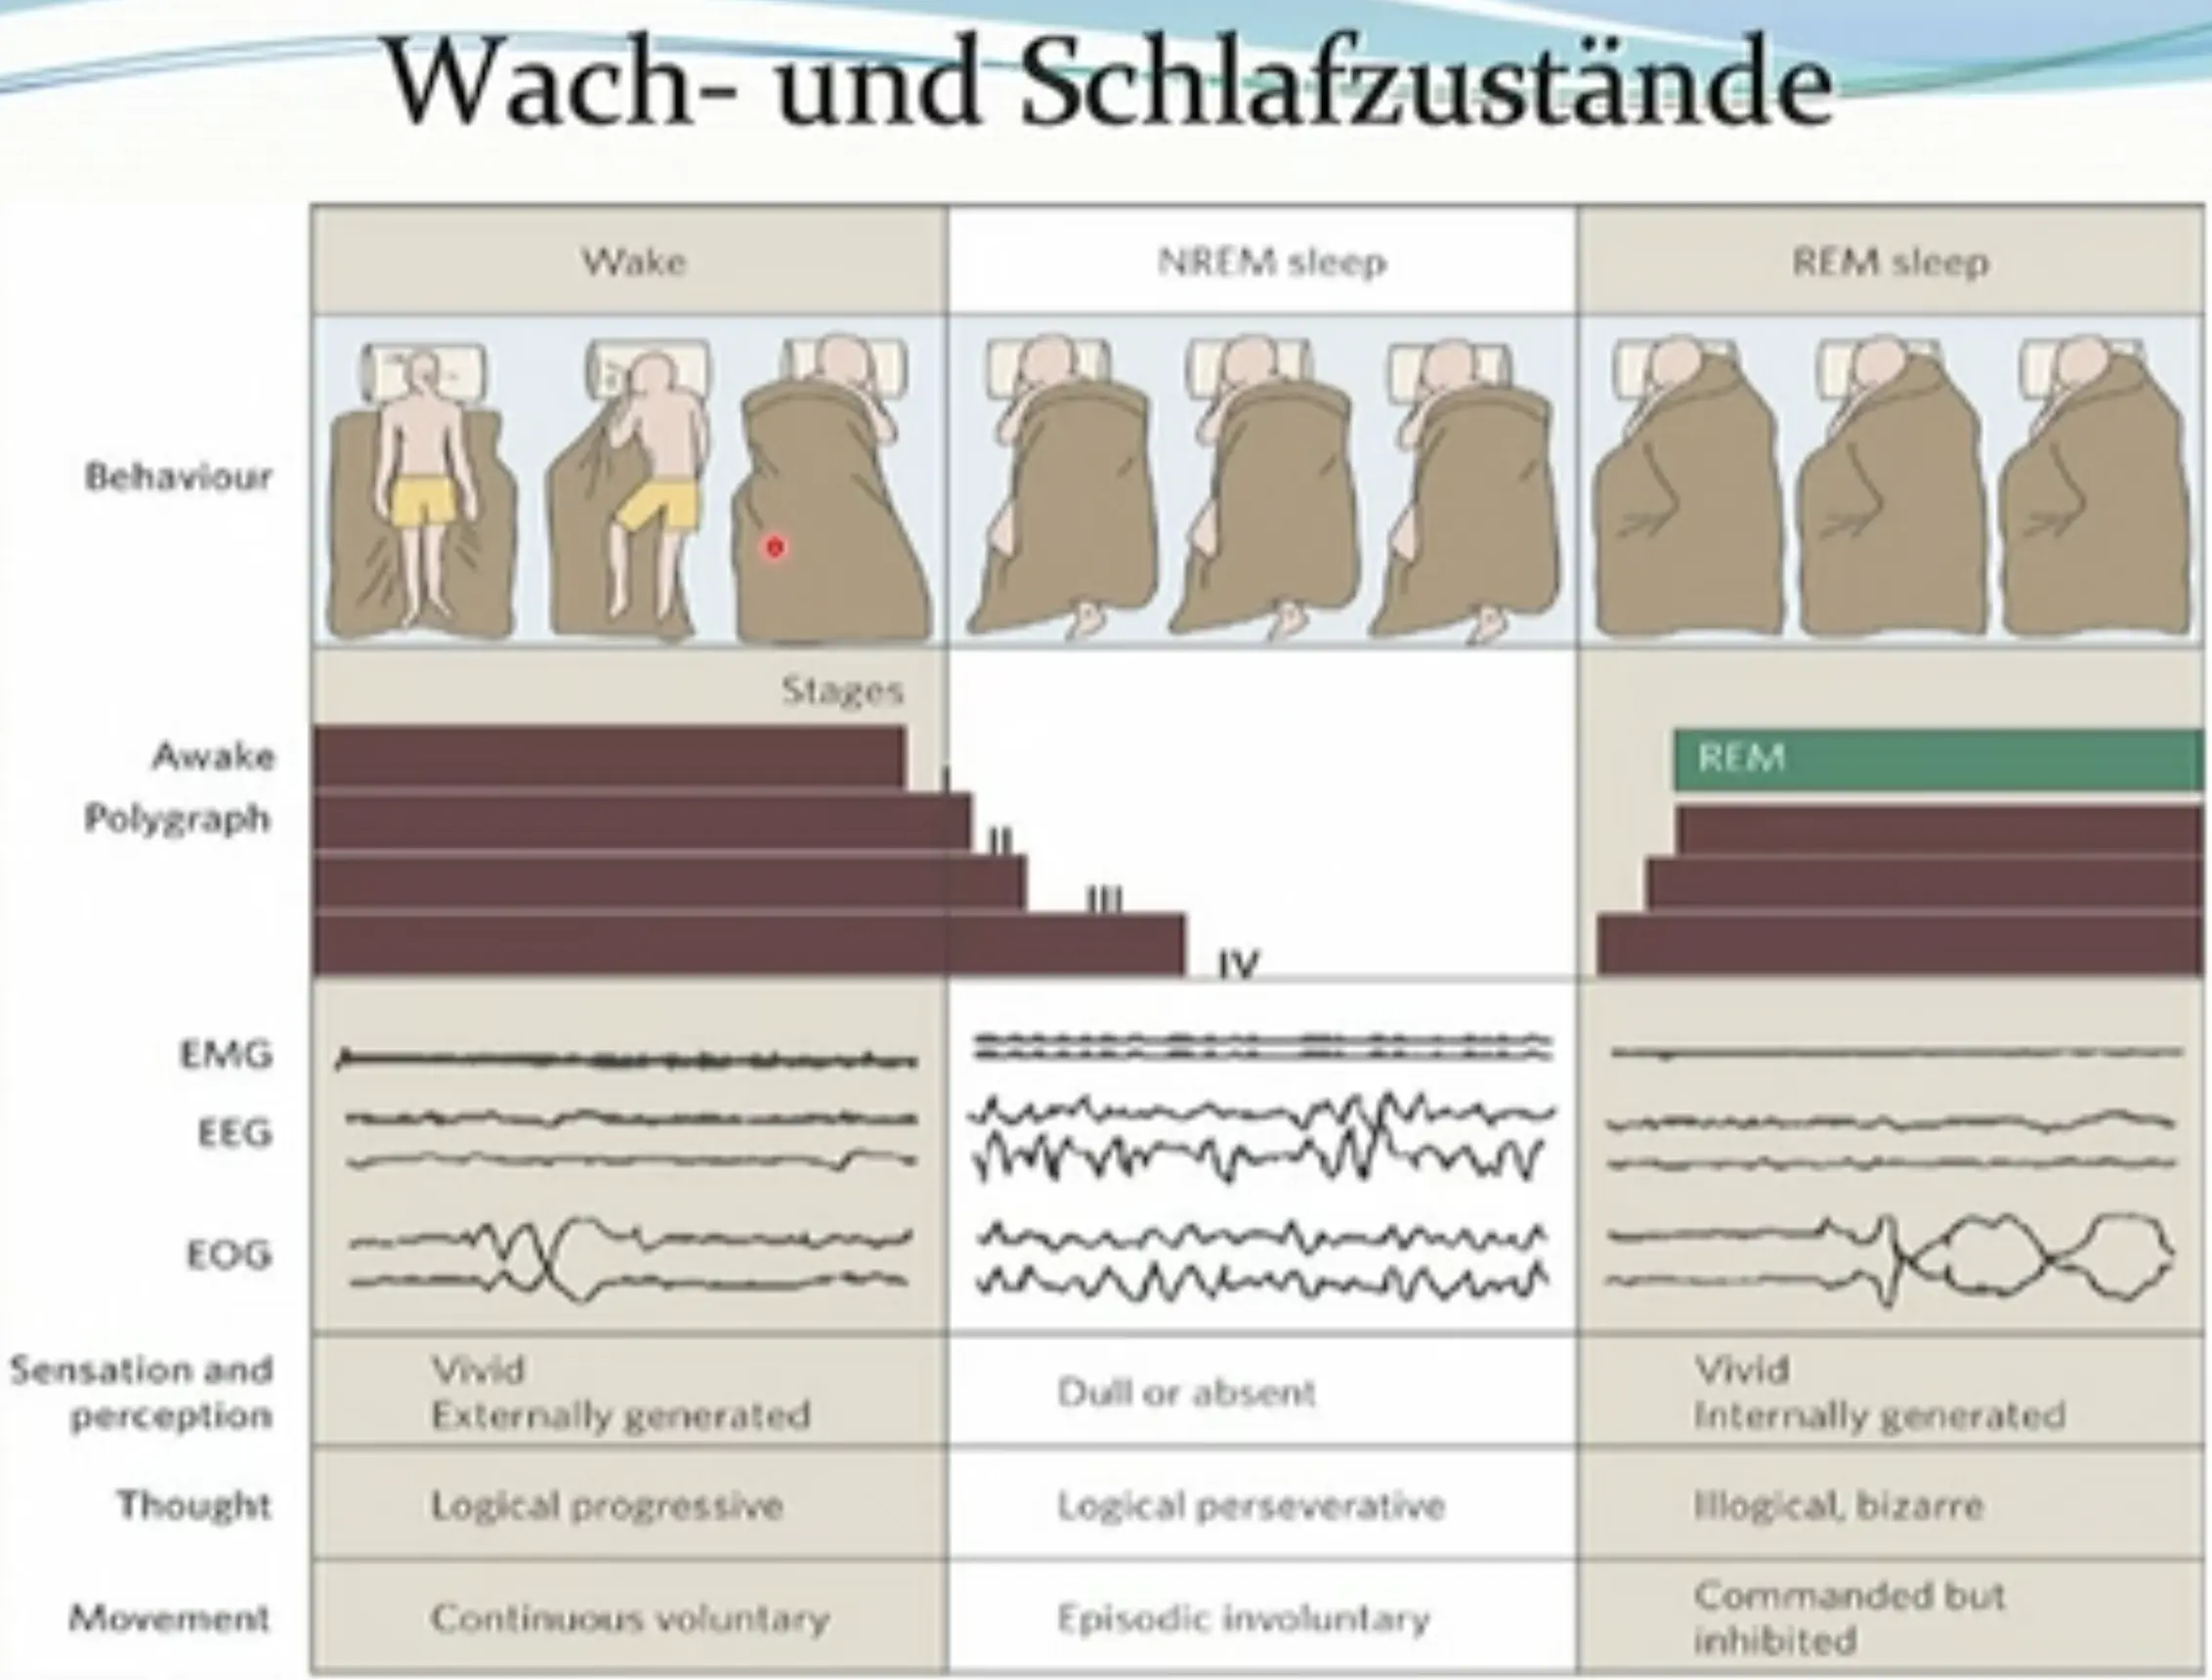 Wach- und Schlafzustände
Wake
NREM sleep
REM sleep
Behaviour
Stages
Awake
REM
I
Polygraph
II
III
IV
EMG
EEG
EOG
Sensation and
perception
Vivid
Externally generated
Dull or absent
Vivid
Internally generated
Thought
Logical progressive
Logical perseverative
Illogical, bizarre
Movement
Continuous voluntary
Episodic involuntary
Commanded but
inhibited